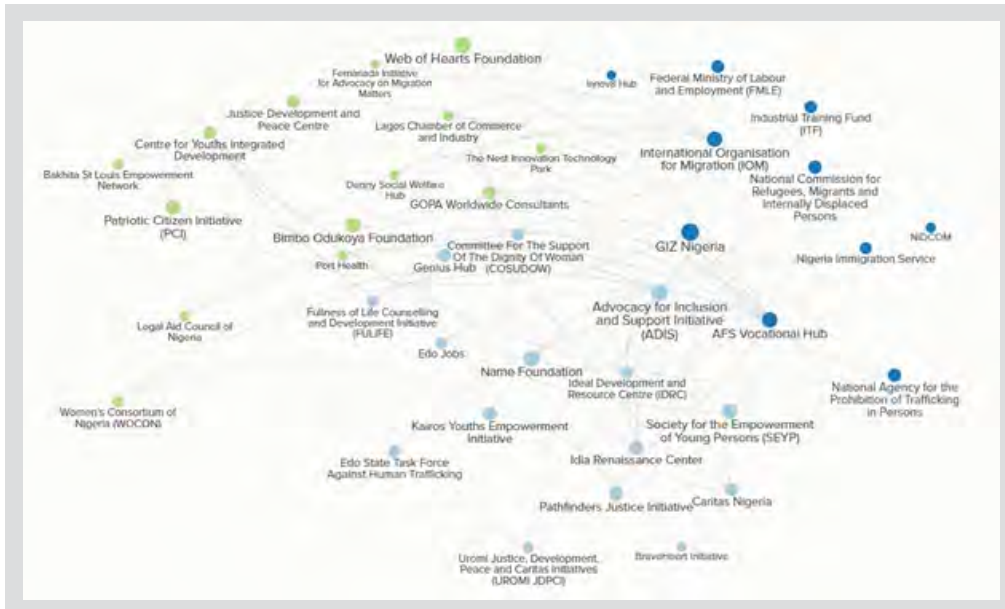 Web of Hearts Foundation
Feminada Initiative
for Advocacy on Migration
Matters
Innov8 Hub
Federal Ministry of Labour
and Employment (FMLE)
Justice Development and
Peace Centre
Industrial Training Fund
(ITF)
Lagos Chamber of Commerce
and Industry
Centre for Youths Integrated
Development
The Nest Innovation Technology
Park
International Organisation
for Migration (IOM)
Bakhita St Louis Empowerment
Network
National Commission for
Refugees, Migrants and
Internally Displaced
Persons
Denny Social Welfare
Hub
GOPA Worldwide Consultants
Patriotic Citizen Initiative
(PCI)
Bimbo Odukoya Foundation
Committee For The Support
Of The Dignity Of Woman
(COSUDOW)
GIZ Nigeria
NiDCOM
Nigeria Immigration Service
Port Health
Genius Hub
Fullness of Life Counselling
and Development Initiative
(FULIFE)
Advocacy for Inclusion
and Support Initiative
(ADIS)
AFS Vocational Hub
Legal Aid Council of
Nigeria
Edo Jobs
Name Foundation
Ideal Development and
Resource Centre (IDRC)
National Agency for the
Prohibition of Trafficking
in Persons
Women's Consortium of
Nigeria (WOCON)
Kairos Youths Empowerment
Initiative
Society for the Empowerment
of Young Persons (SEYP)
Edo State Task Force
Against Human Trafficking
Idia Renaissance Center
Pathfinders Justice Initiative
Caritas Nigeria
Uromi Justice, Development,
Peace and Caritas Initiatives
(UROMI JDPCI)
Initiative